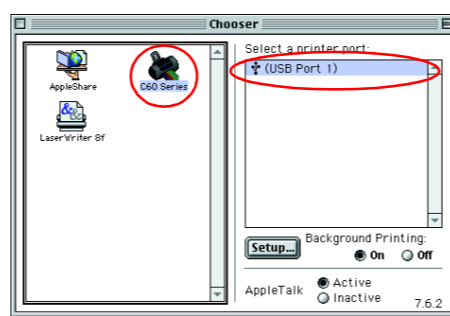 Chooser
AppleShare
C60 Series
LaserWriter 8f
Select a printer port:
(USB Port 1)
Setup...
Background Printing:
On Off
AppleTalk
Active
Inactive
7.6.2